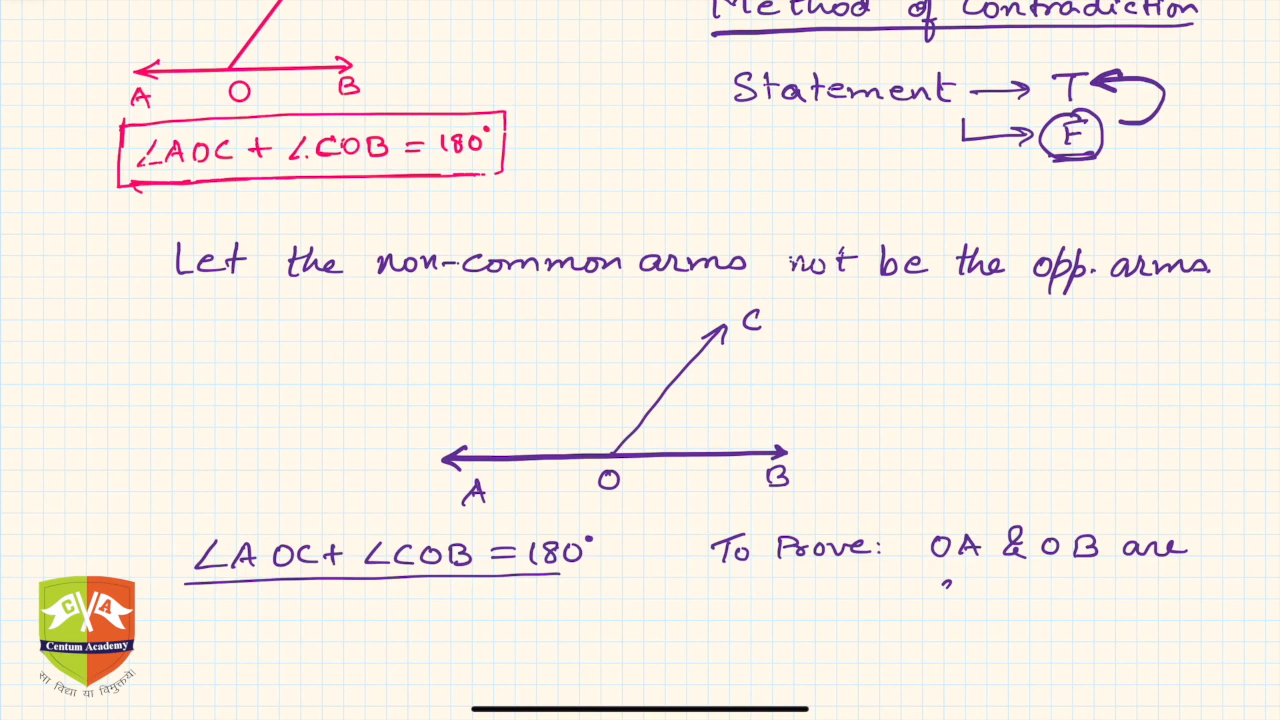 Method of Contradiction
A O B
∠AOC + ∠COB = 180°
Statement → T
F
Let the non-common arms not be the opp. arms.
C
A O B
∠AOC + ∠COB = 180°
To Prove: OA & OB are
C A
Centum Academy
सा विद्या या विमुक्तये।